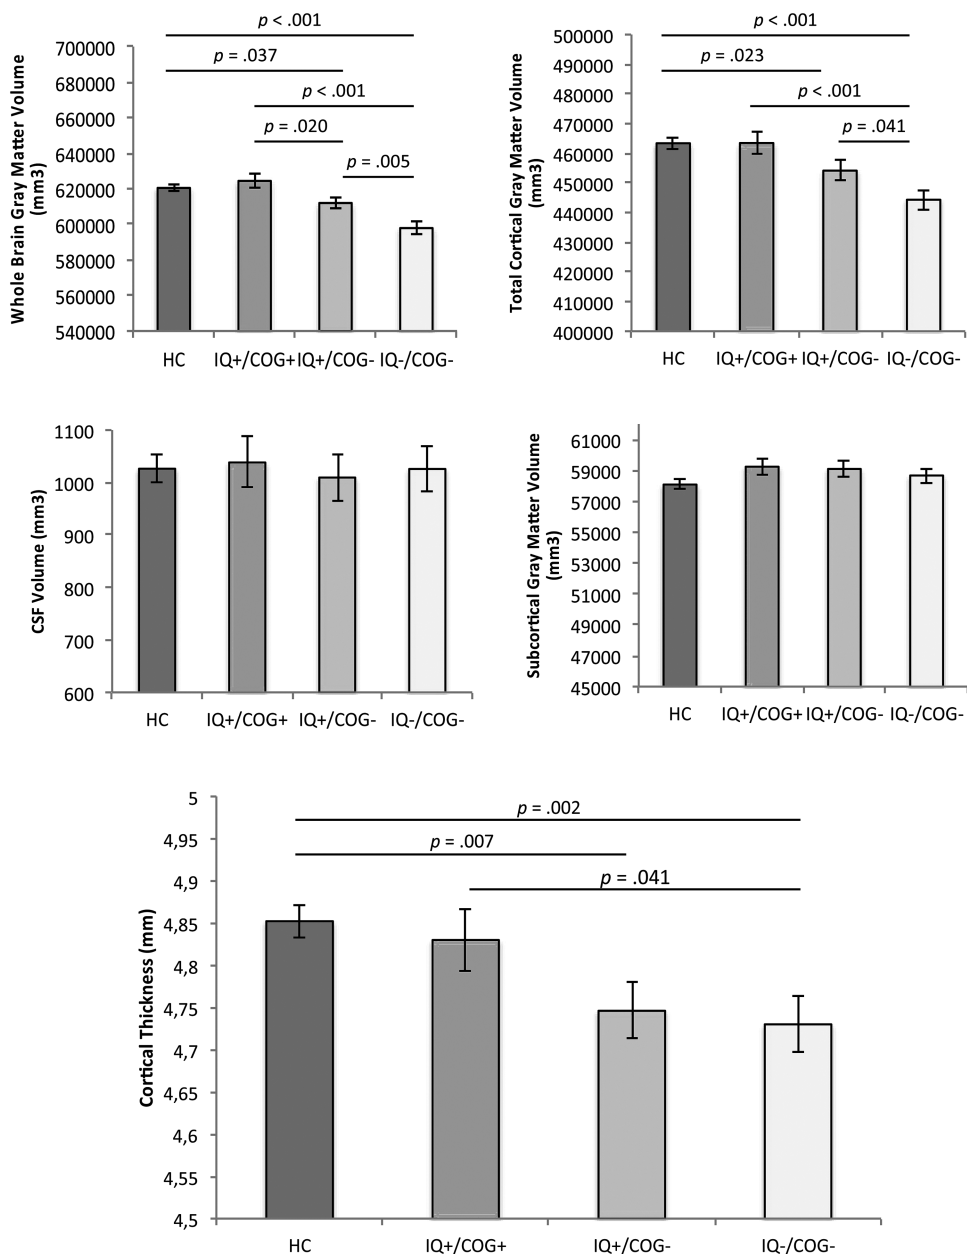 p < .001
p = .037
p < .001
p = .020
p = .005
Whole Brain Gray Matter Volume
(mm3)
700000
680000
660000
640000
620000
600000
580000
560000
540000
HC IQ+/COG+ IQ+/COG- IQ-/COG-
p < .001
p = .023
p < .001
p = .041
Total Cortical Gray Matter Volume
(mm3)
500000
490000
480000
470000
460000
450000
440000
430000
420000
410000
400000
HC IQ+/COG+ IQ+/COG- IQ-/COG-
CSF Volume (mm3)
1100
1000
900
800
700
600
HC IQ+/COG+ IQ+/COG- IQ-/COG-
Subcortical Gray Matter Volume
(mm3)
61000
59000
57000
55000
53000
51000
49000
47000
45000
HC IQ+/COG+ IQ+/COG- IQ-/COG-
p = .002
p = .007
p = .041
Cortical Thickness (mm)
5
4,95
4,9
4,85
4,8
4,75
4,7
4,65
4,6
4,55
4,5
HC IQ+/COG+ IQ+/COG- IQ-/COG-